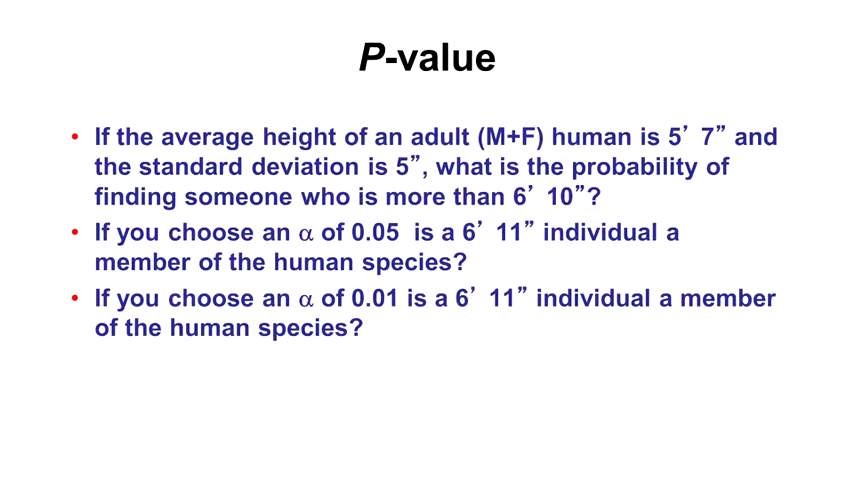 P-value
• If the average height of an adult (M+F) human is 5’ 7” and
the standard deviation is 5”, what is the probability of
finding someone who is more than 6’ 10”?
• If you choose an α of 0.05 is a 6’ 11” individual a
member of the human species?
• If you choose an α of 0.01 is a 6’ 11” individual a member
of the human species?